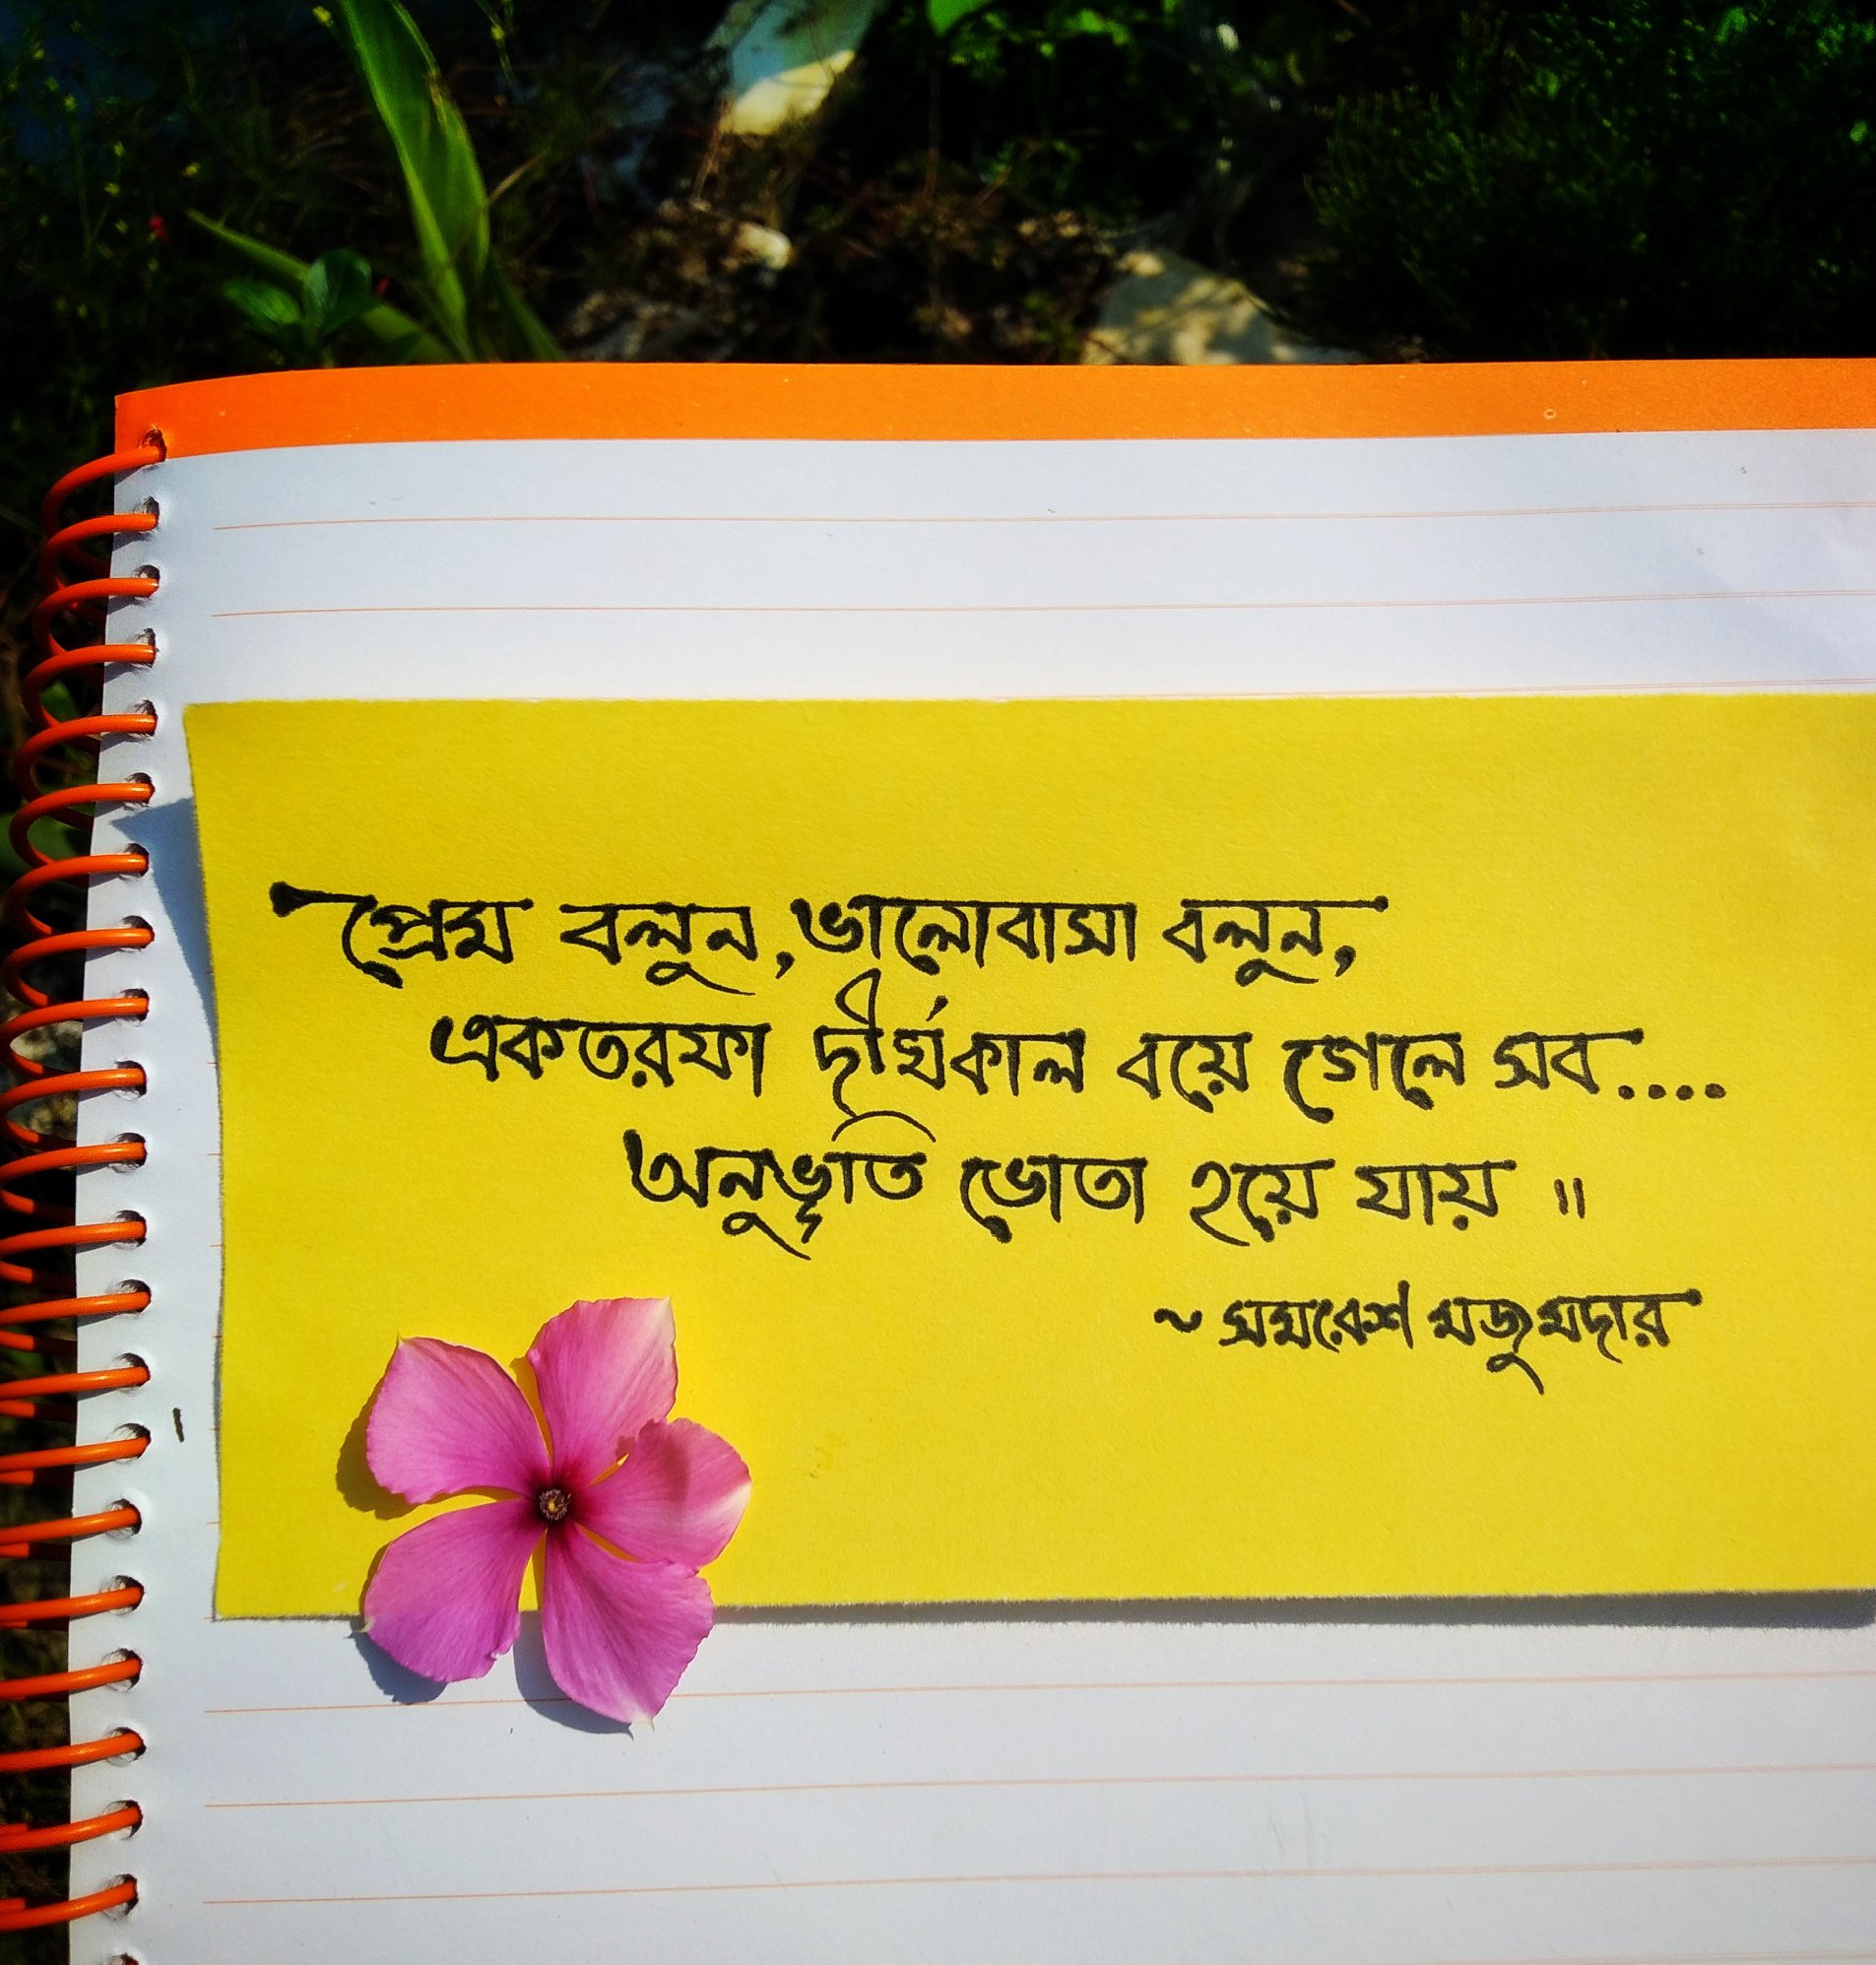 প্রেম বলুন, ভালোবাসা বলুন,
একতরফা দীর্ঘকাল বয়ে গেলে সব....
অনুভূতি ভোতা হয়ে যায় ॥
~ সমরেশ মজুমদার